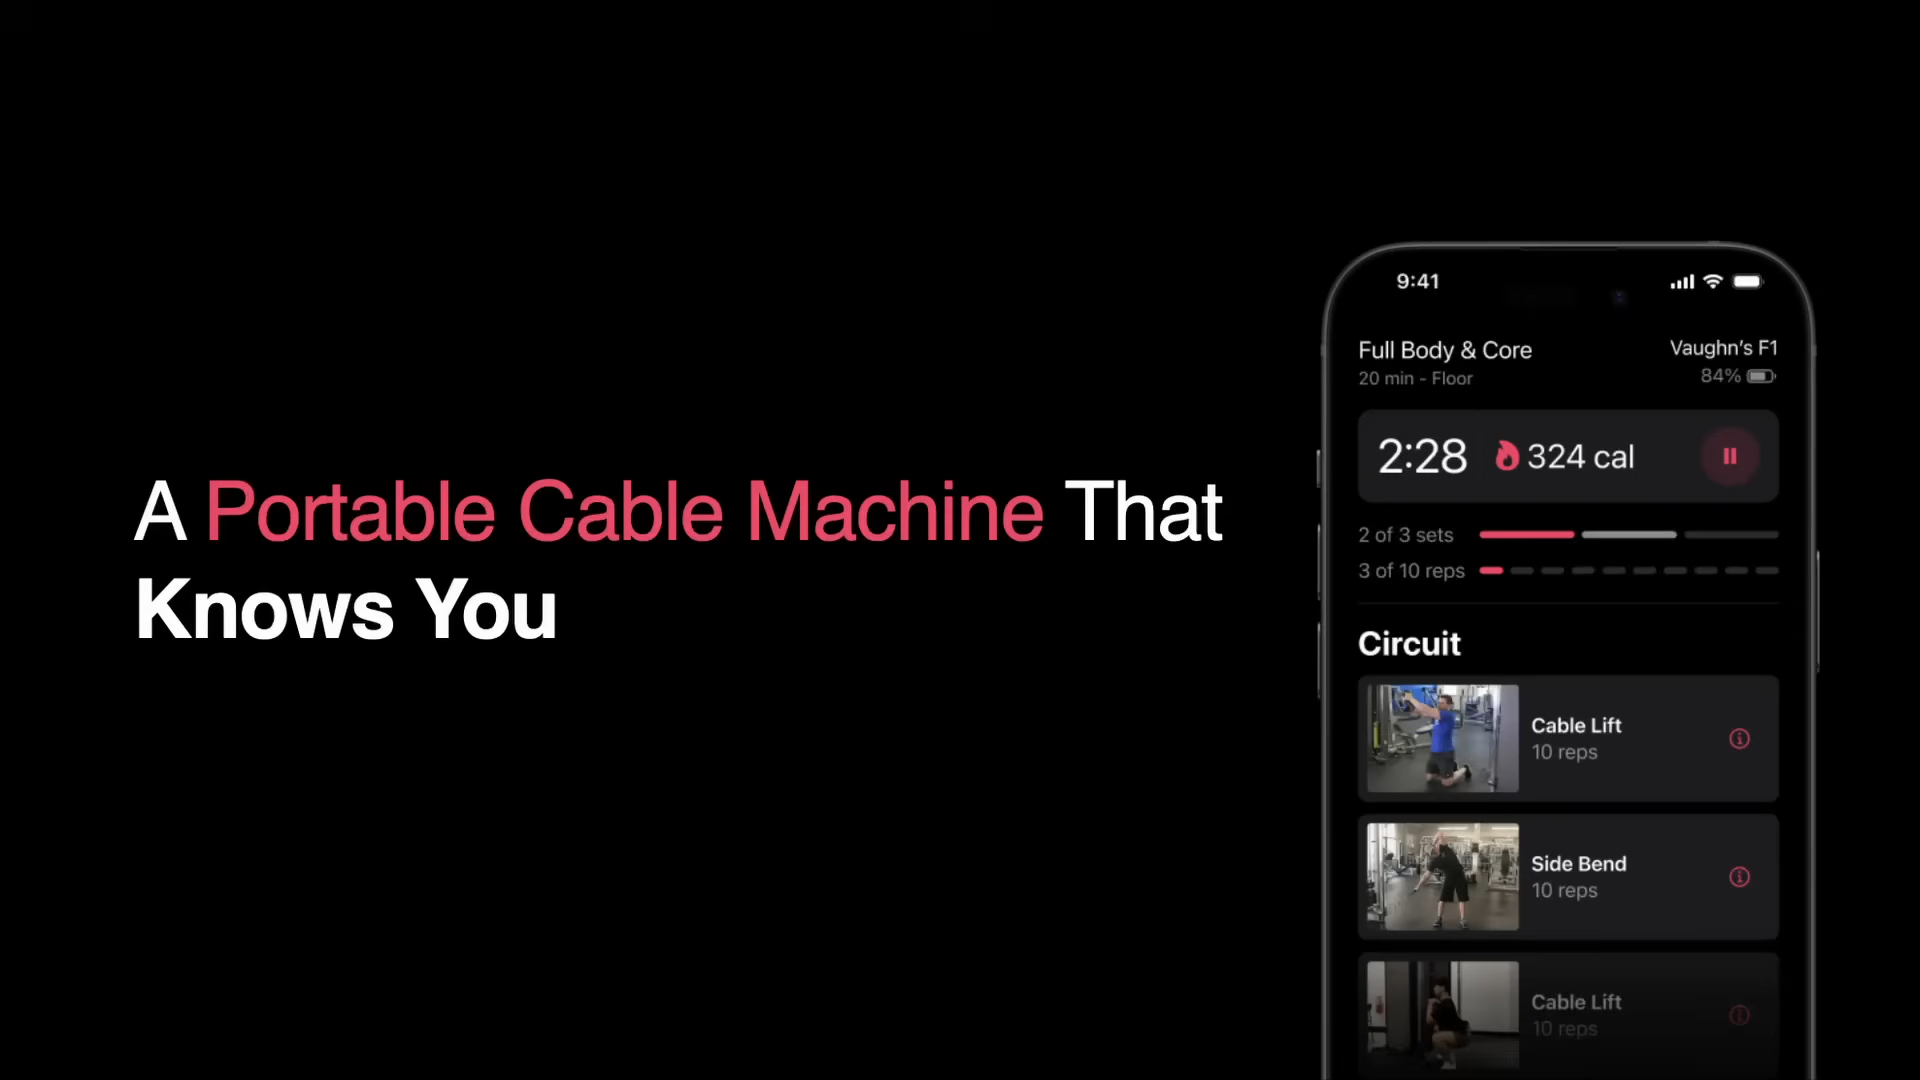 A Portable Cable Machine That
Knows You
9:41
Full Body & Core
Vaughn's F1
20 min - Floor
84%
2:28
324 cal
2 of 3 sets
3 of 10 reps
Circuit
Cable Lift
10 reps
Side Bend
10 reps
Cable Lift
10 reps